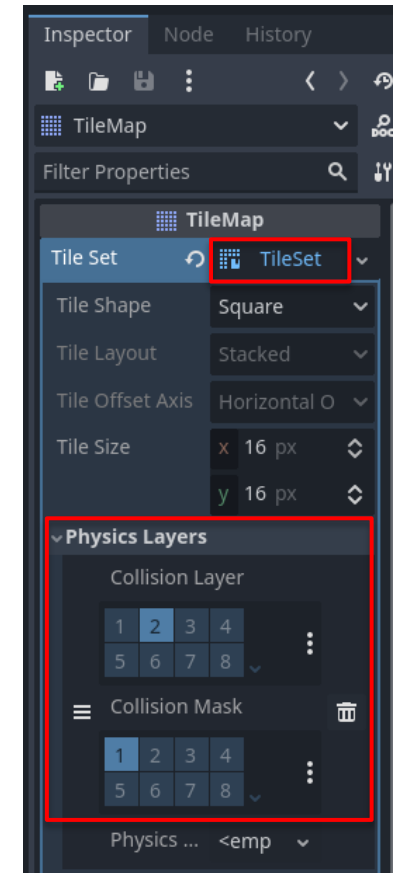 Inspector Node History
TileMap
DOC
Filter Properties
TileMap
Tile Set TileSet
Tile Shape Square
Tile Layout Stacked
Tile Offset Axis Horizontal O
Tile Size x 16 px
y 16 px
Physics Layers
Collision Layer
1 2 3 4
5 6 7 8
Collision Mask
1 2 3 4
5 6 7 8
Physics ... <emp